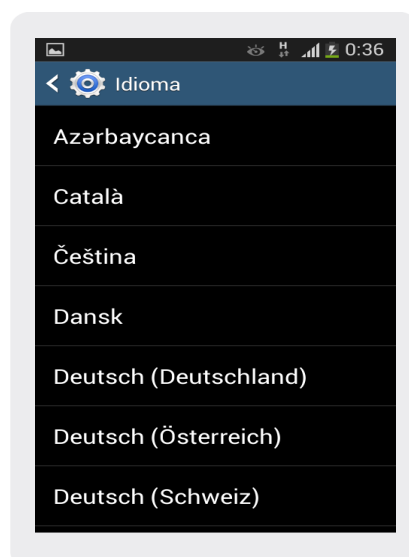 H 0:36
Idioma
Azərbaycanca
Català
Čeština
Dansk
Deutsch (Deutschland)
Deutsch (Österreich)
Deutsch (Schweiz)